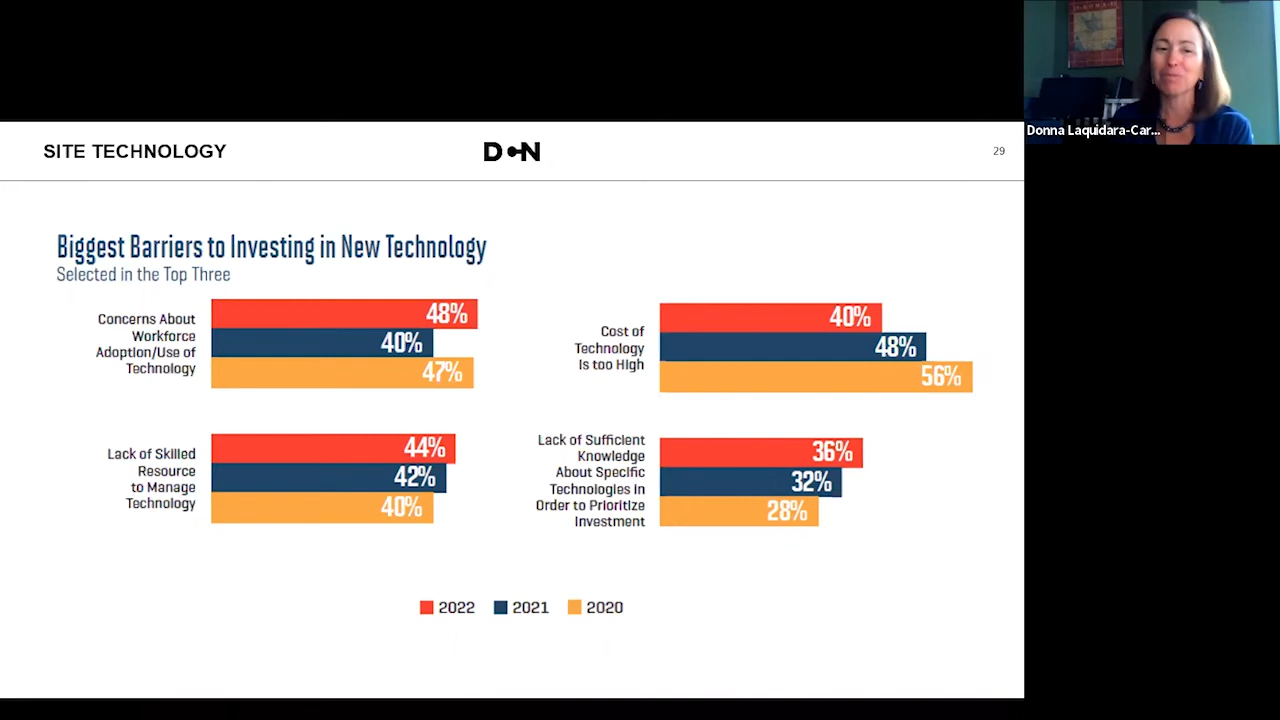 SITE TECHNOLOGY
D N
29
Donna Laquidara-Car...
Biggest Barriers to Investing in New Technology
Selected in the Top Three
Concerns About
Workforce
Adoption/Use of
Technology
48%
40%
47%
Cost of
Technology
Is too High
40%
48%
56%
Lack of Skilled
Resource
to Manage
Technology
44%
42%
40%
Lack of Sufficient
Knowledge
About Specific
Technologies in
Order to Prioritize
Investment
36%
32%
28%
2022 2021 2020